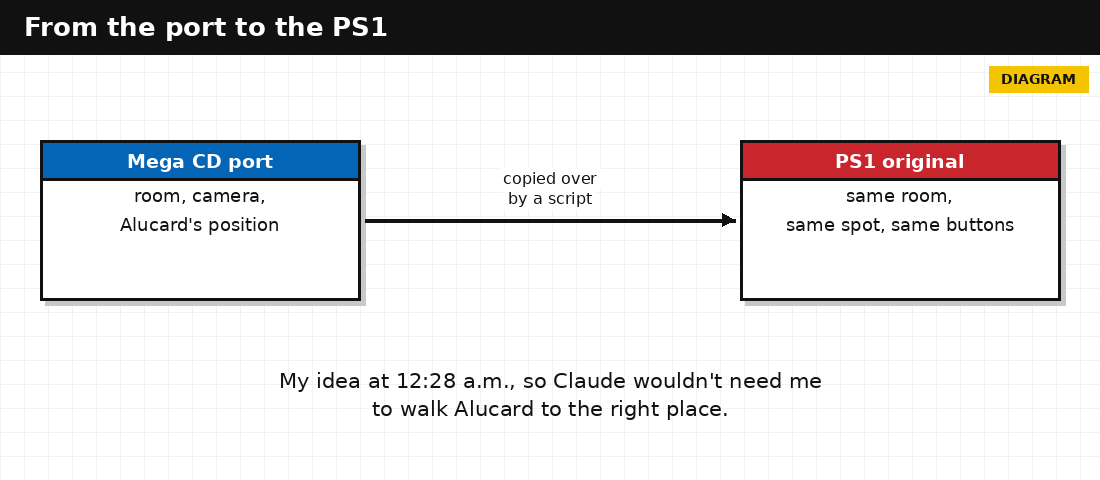 From the port to the PS1
DIAGRAM
Mega CD port
room, camera,
Alucard's position
copied over
by a script
PS1 original
same room,
same spot, same buttons
My idea at 12:28 a.m., so Claude wouldn't need me
to walk Alucard to the right place.